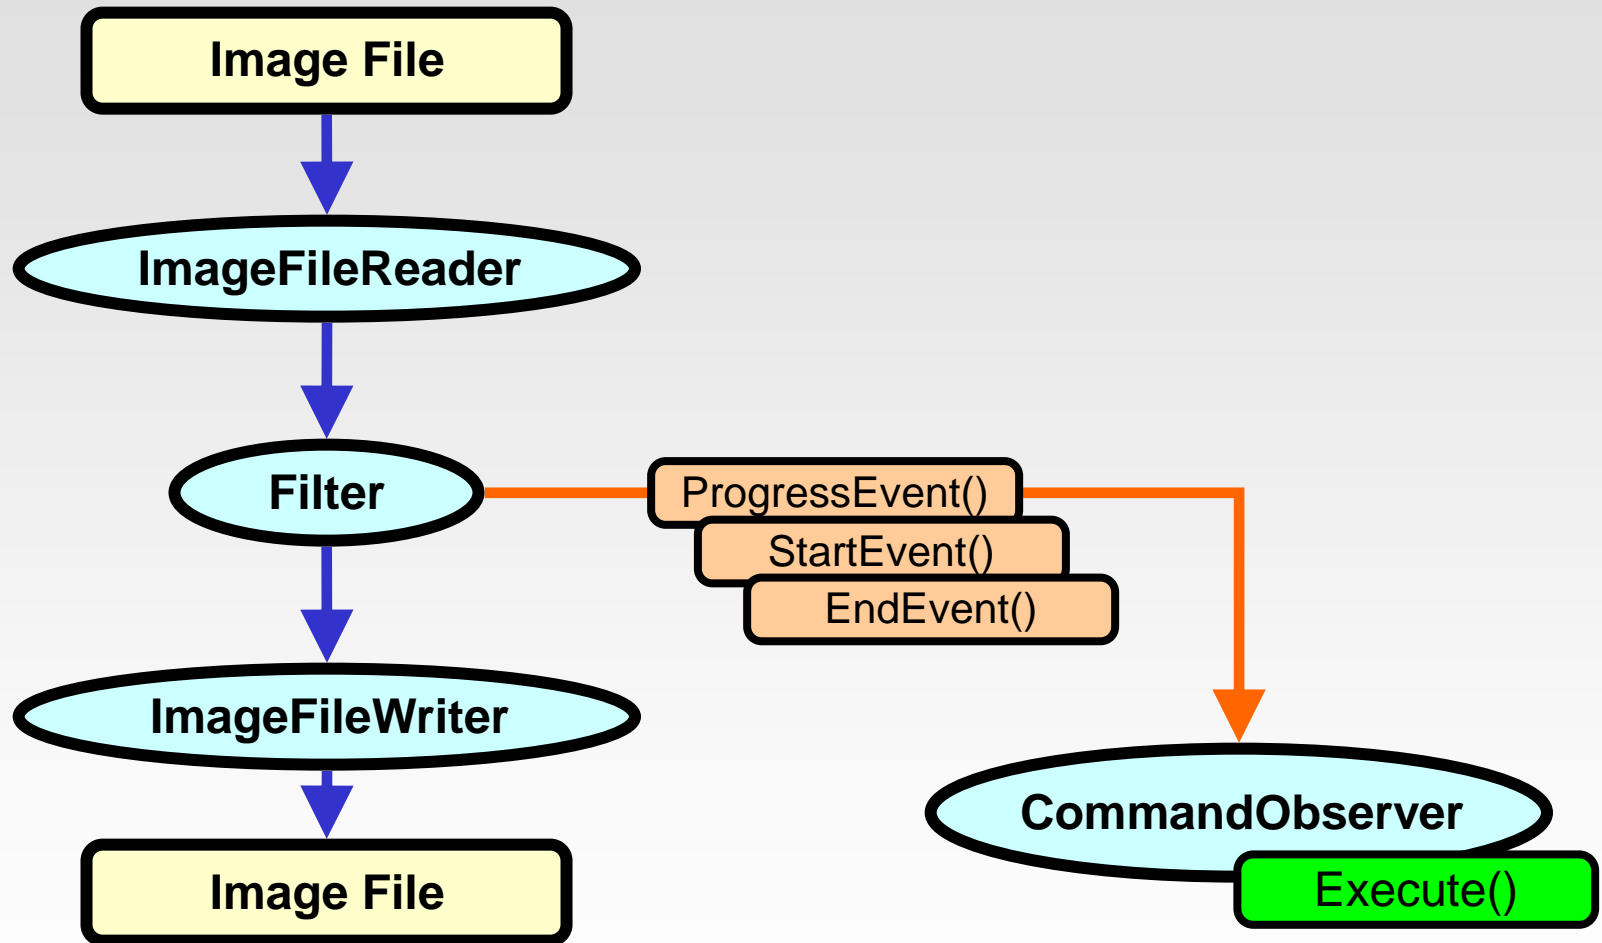 Image File
ImageFileReader
Filter
ProgressEvent()
StartEvent()
EndEvent()
ImageFileWriter
CommandObserver
Execute()
Image File